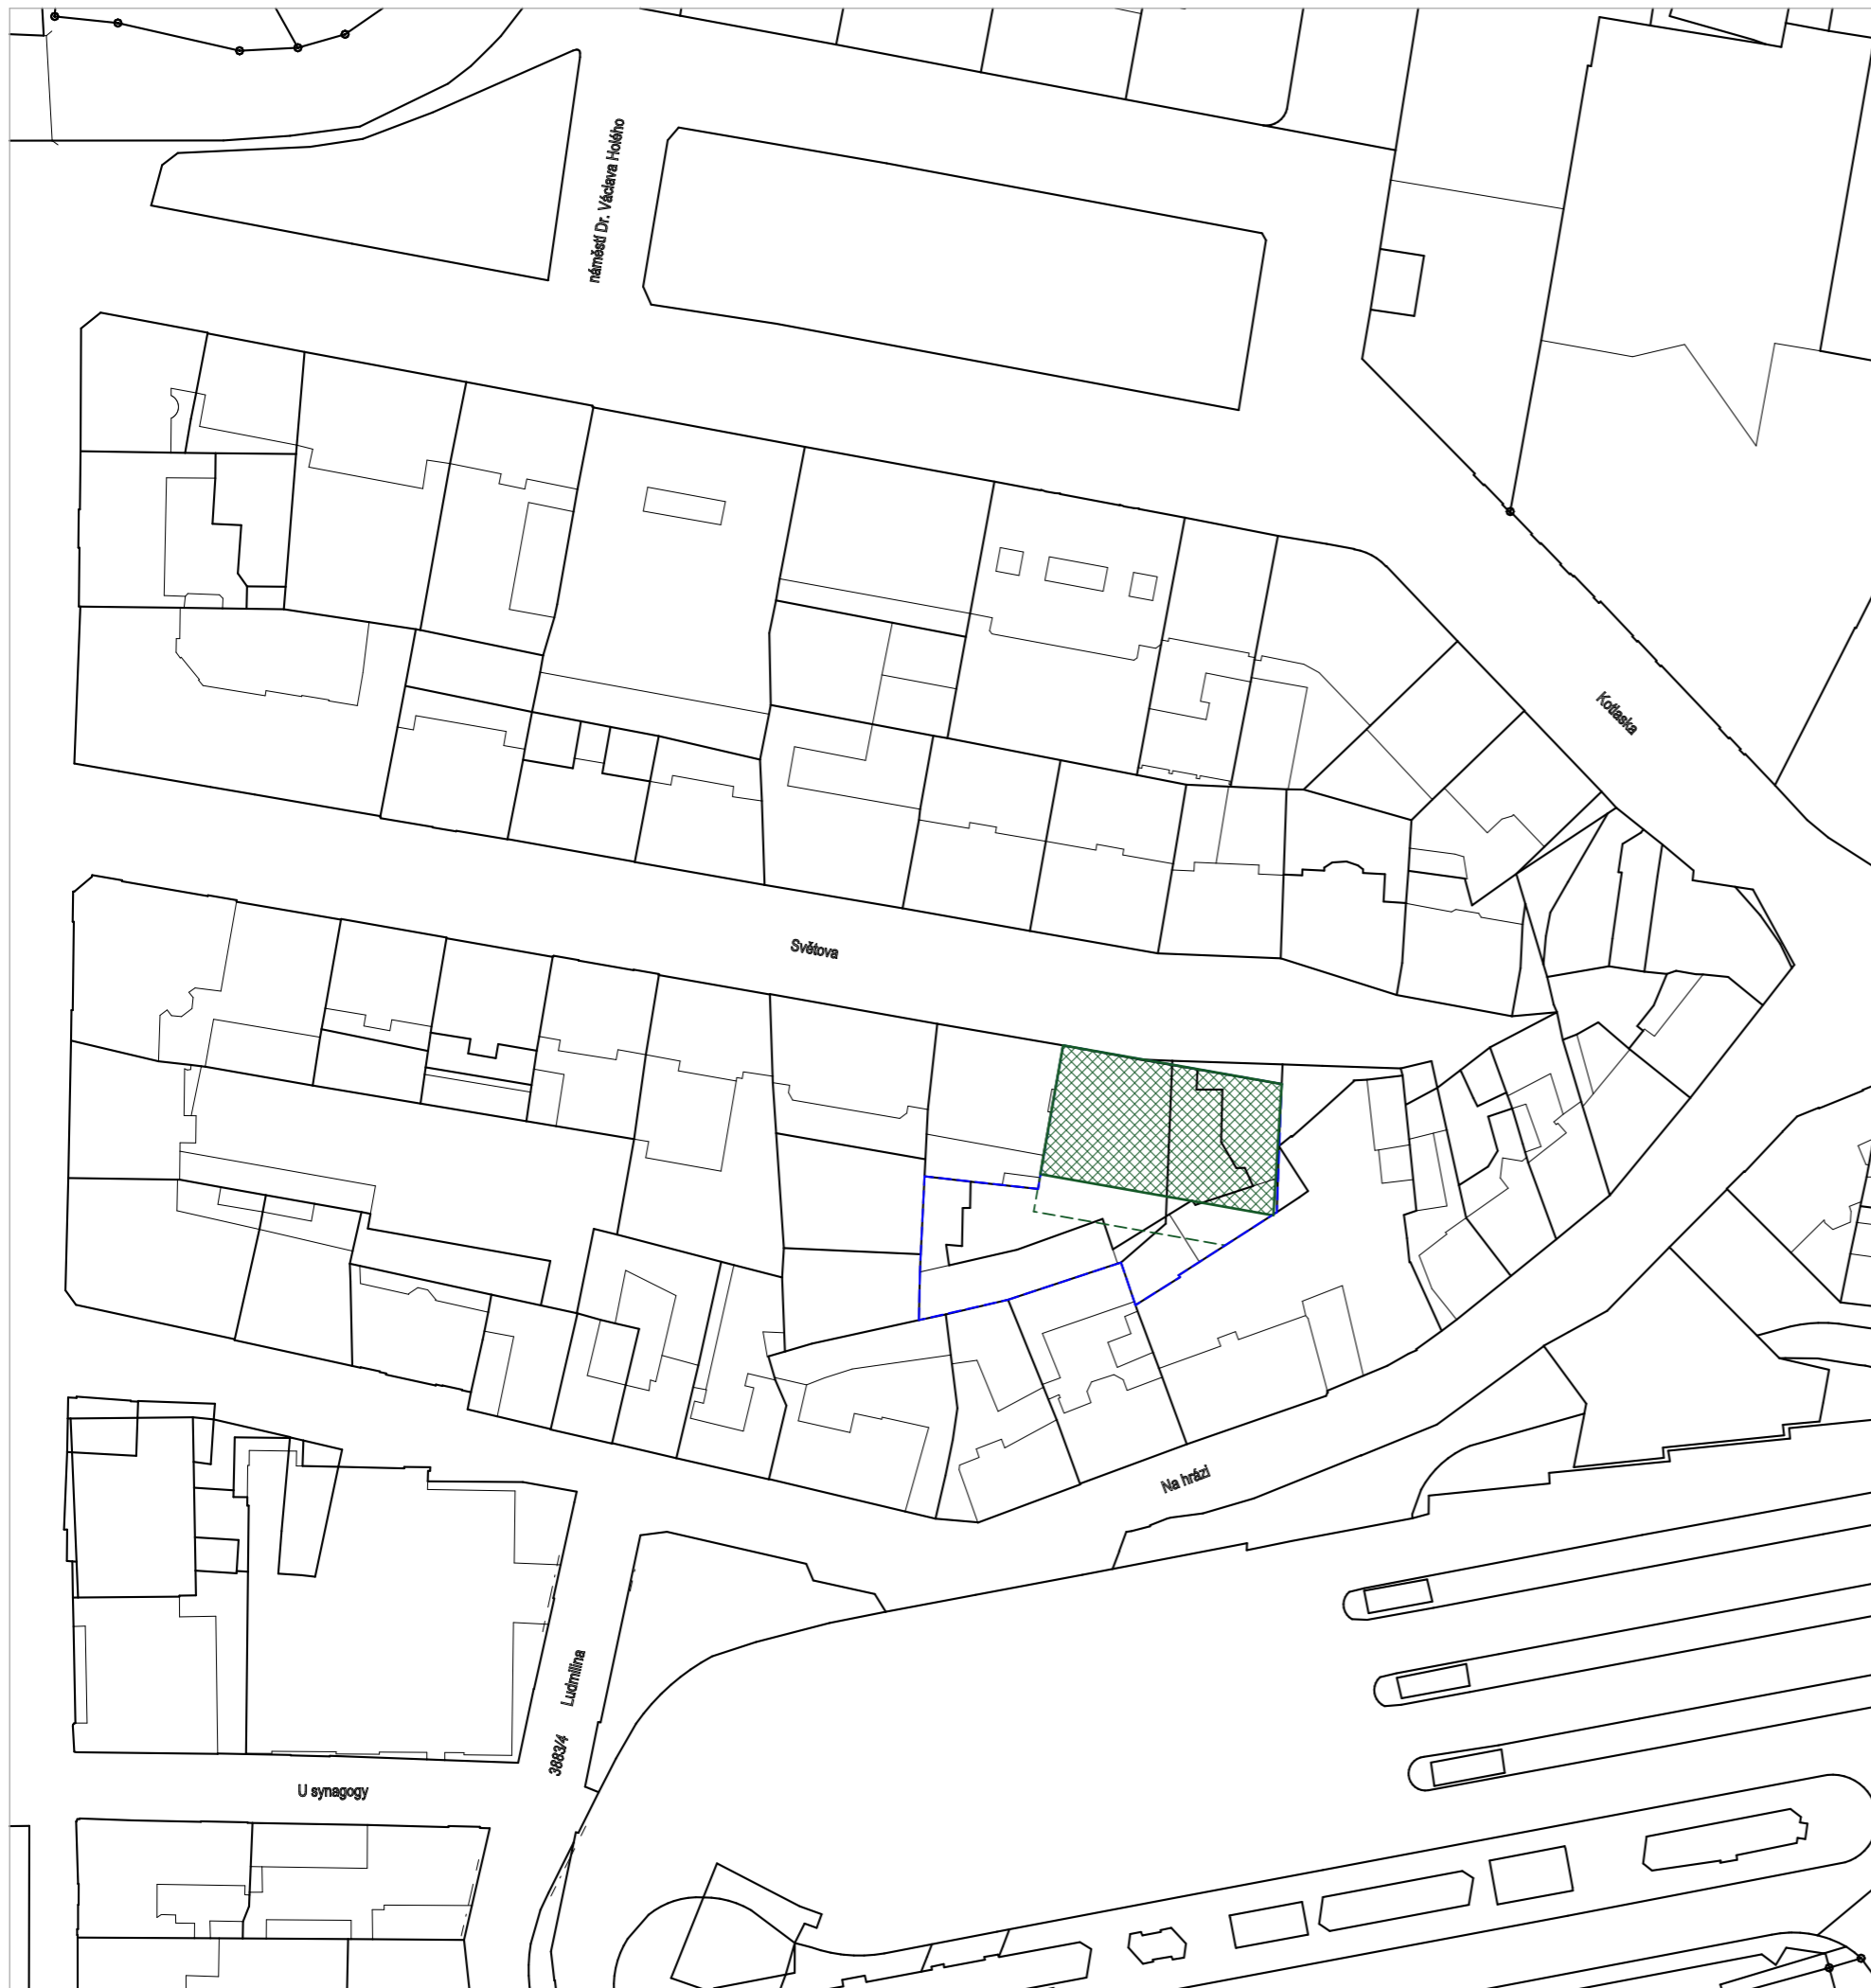 náměstí Dr. Václava Holého
Kotlaska
Světova
Na hrázi
Ludmilina
3883/4
U synagogy